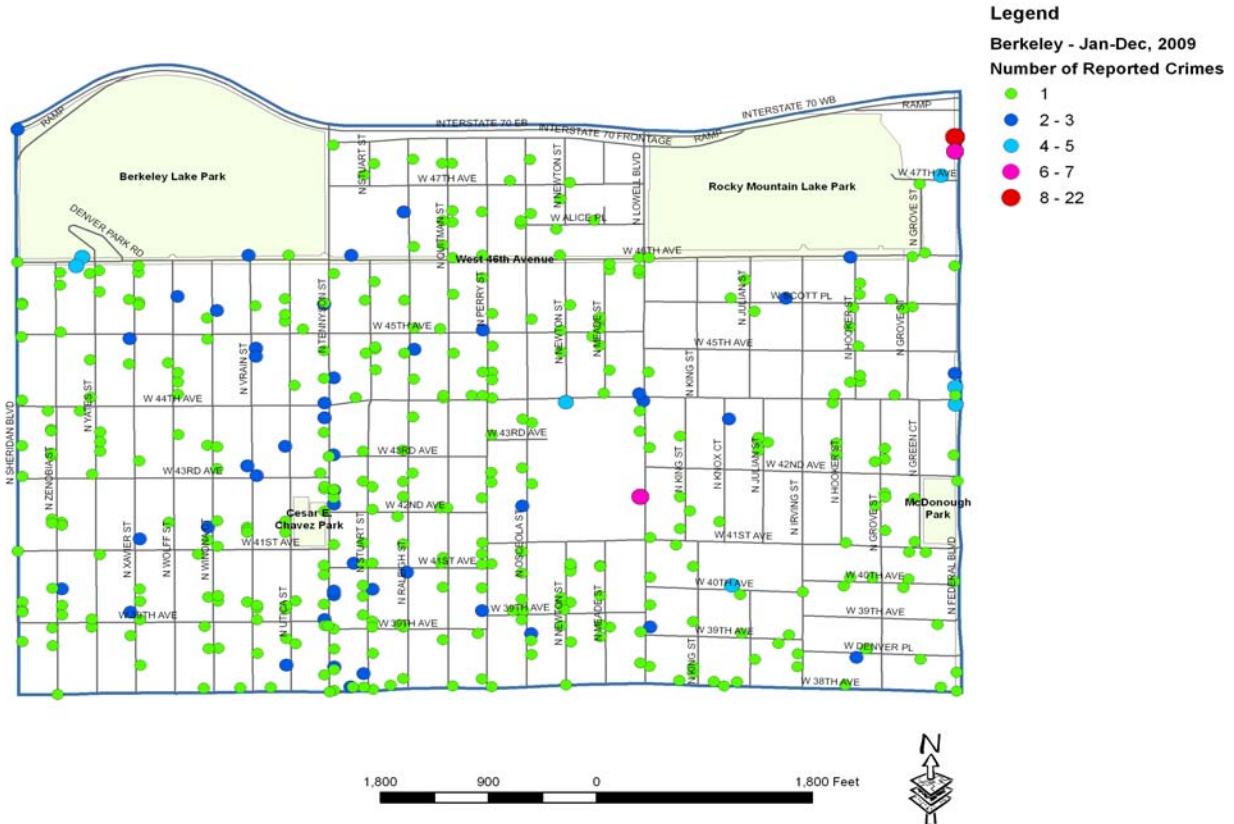 Legend
Berkeley - Jan-Dec, 2009
Number of Reported Crimes
1
2 - 3
4 - 5
6 - 7
8 - 22
RAMP
INTERSTATE 70 EB
INTERSTATE 70 FRONTAGE
RAMP
INTERSTATE 70 WB
RAMP
Berkeley Lake Park
N STUART ST
W 47TH AVE
N NEWTON ST
N LOWELL BLVD
Rocky Mountain Lake Park
W 47TH AVE
N GROVE ST
DENVER PARK RD
N QUITMAN ST
W ALICE PL
W 46TH AVE
West 46th Avenue
N TENNYSON ST
N PERRY ST
N JULIAN ST
W SCOTT PL
N HOOKER ST
N GROVE ST
W 45TH AVE
N NEWTON ST
N MEADE ST
W 45TH AVE
N VRAIN ST
N KING ST
N YATES ST
W 44TH AVE
N SHERIDAN BLVD
W 43RD AVE
N GREEN CT
N ZENOBIA ST
W 43RD AVE
W 43RD AVE
N KING ST
N KNOX CT
N JULIAN ST
W 42ND AVE
N HOOKER ST
Cesar E.
Chavez Park
W 42ND AVE
N IRVING ST
N GROVE ST
McDonough
Park
N XAVIER ST
N WOLFF ST
N WINONA CT
W 41ST AVE
N STUART ST
N RALEIGH ST
W 41ST AVE
N OSCEOLA ST
W 41ST AVE
N FEDERAL BLVD
W 40TH AVE
W 40TH AVE
W 39TH AVE
N UTICA ST
W 39TH AVE
W 39TH AVE
N NEWTON ST
N MEADE ST
W 39TH AVE
W 39TH AVE
N KING ST
W DENVER PL
W 38TH AVE
N
1,800
900
0
1,800 Feet